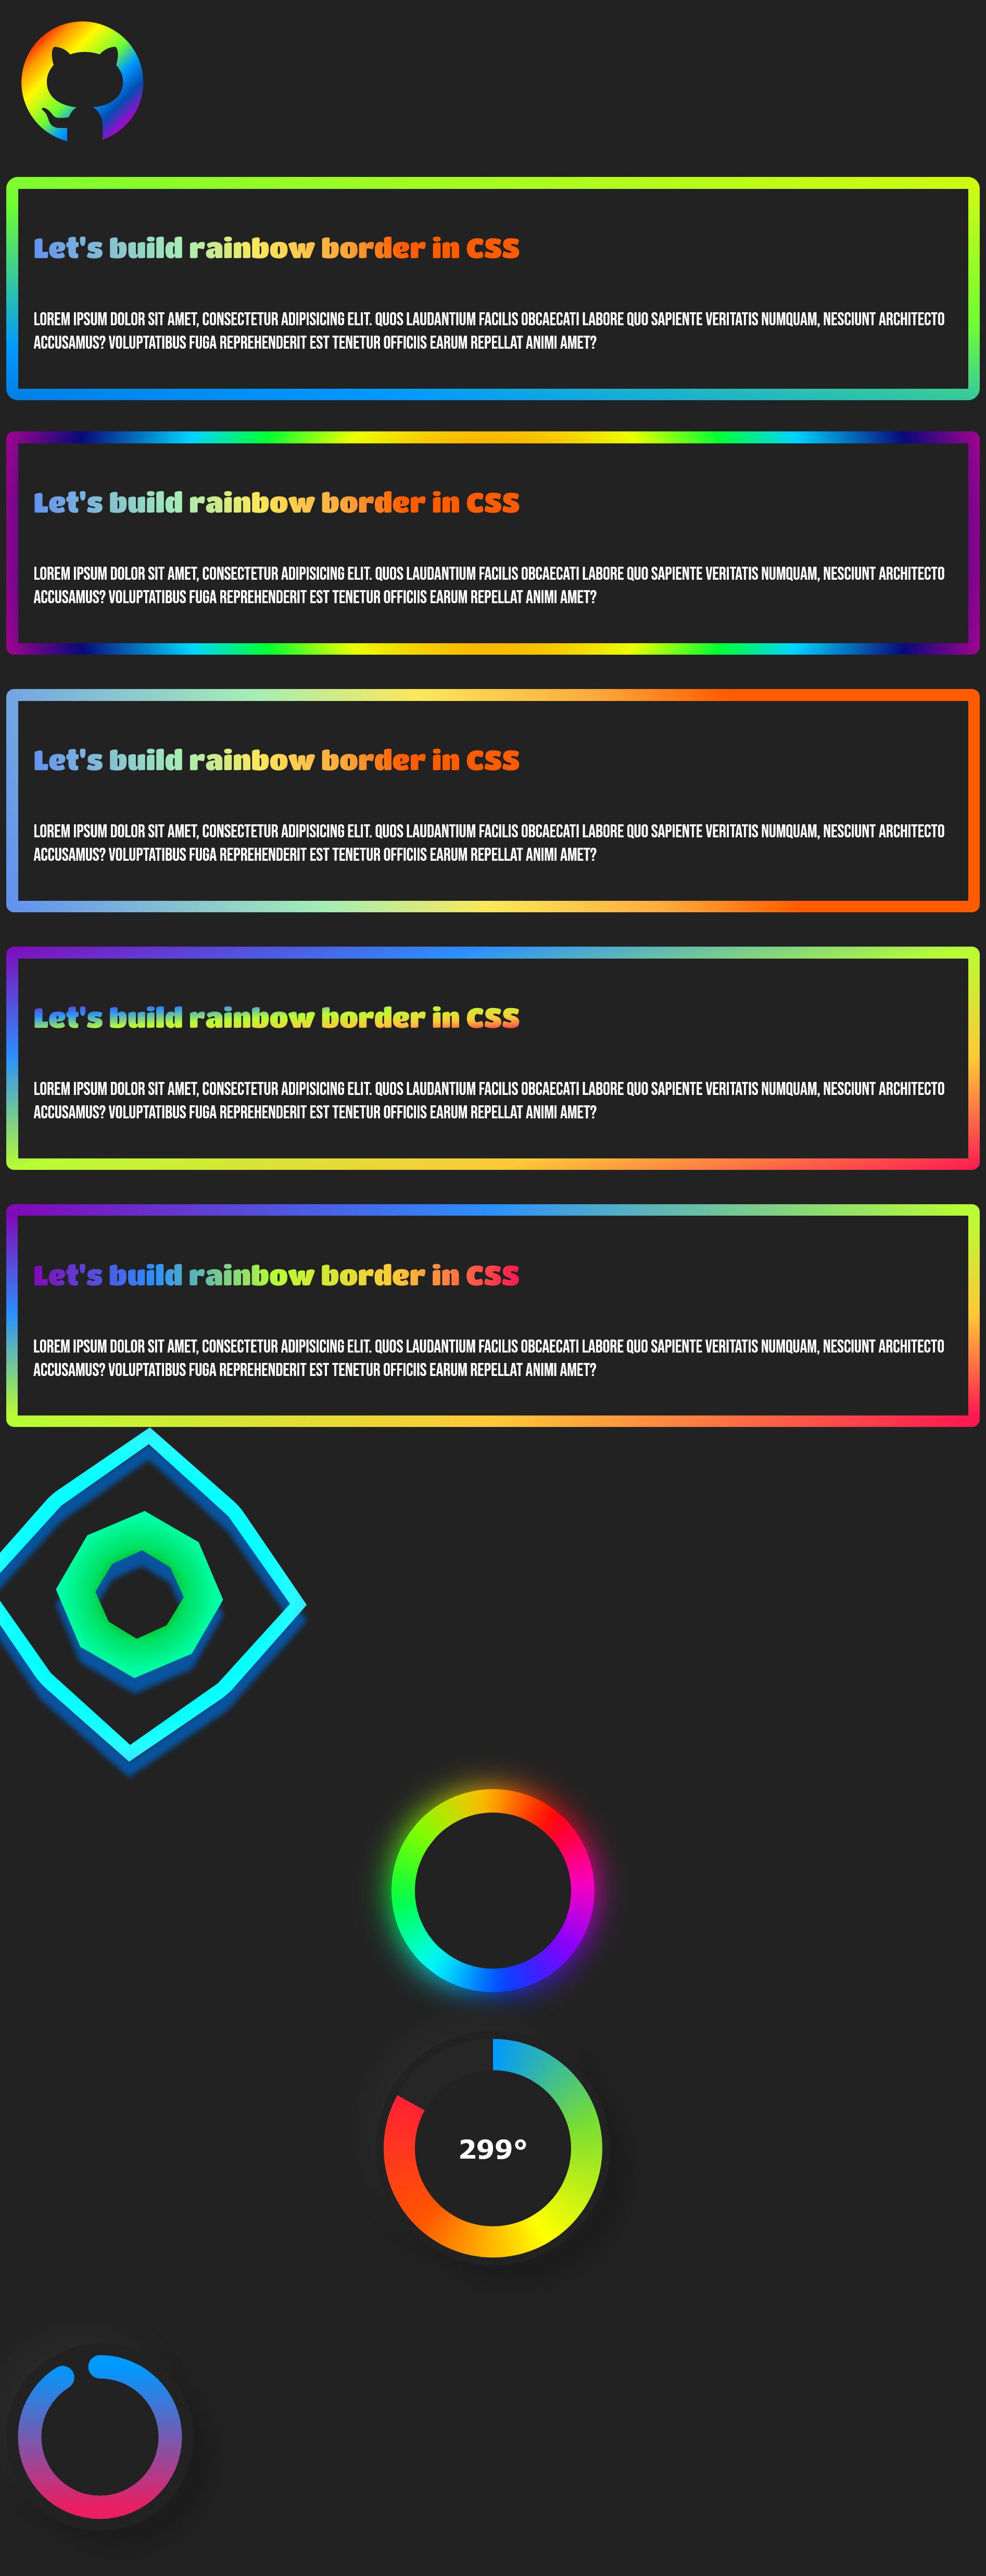 Let's build rainbow border in CSS
LOREM IPSUM DOLOR SIT AMET, CONSECTETUR ADIPISICING ELIT. QUOS LAUDANTIUM FACILIS OBCAECATI LABORE QUO SAPIENTE VERITATIS NUMQUAM, NESCIUNT ARCHITECTO
ACCUSAMUS? VOLUPTATIBUS FUGA REPREHENDERIT EST TENETUR OFFICIIS EARUM REPELLAT ANIMI AMET?
Let's build rainbow border in CSS
LOREM IPSUM DOLOR SIT AMET, CONSECTETUR ADIPISICING ELIT. QUOS LAUDANTIUM FACILIS OBCAECATI LABORE QUO SAPIENTE VERITATIS NUMQUAM, NESCIUNT ARCHITECTO
ACCUSAMUS? VOLUPTATIBUS FUGA REPREHENDERIT EST TENETUR OFFICIIS EARUM REPELLAT ANIMI AMET?
Let's build rainbow border in CSS
LOREM IPSUM DOLOR SIT AMET, CONSECTETUR ADIPISICING ELIT. QUOS LAUDANTIUM FACILIS OBCAECATI LABORE QUO SAPIENTE VERITATIS NUMQUAM, NESCIUNT ARCHITECTO
ACCUSAMUS? VOLUPTATIBUS FUGA REPREHENDERIT EST TENETUR OFFICIIS EARUM REPELLAT ANIMI AMET?
Let's build rainbow border in CSS
LOREM IPSUM DOLOR SIT AMET, CONSECTETUR ADIPISICING ELIT. QUOS LAUDANTIUM FACILIS OBCAECATI LABORE QUO SAPIENTE VERITATIS NUMQUAM, NESCIUNT ARCHITECTO
ACCUSAMUS? VOLUPTATIBUS FUGA REPREHENDERIT EST TENETUR OFFICIIS EARUM REPELLAT ANIMI AMET?
Let's build rainbow border in CSS
LOREM IPSUM DOLOR SIT AMET, CONSECTETUR ADIPISICING ELIT. QUOS LAUDANTIUM FACILIS OBCAECATI LABORE QUO SAPIENTE VERITATIS NUMQUAM, NESCIUNT ARCHITECTO
ACCUSAMUS? VOLUPTATIBUS FUGA REPREHENDERIT EST TENETUR OFFICIIS EARUM REPELLAT ANIMI AMET?
299°